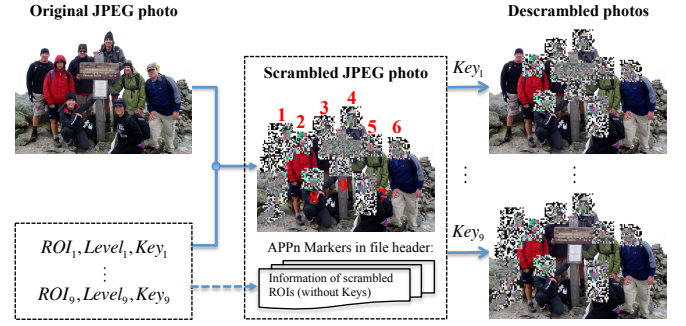 Original JPEG photo
Descrambled photos
Scrambled JPEG photo
Key1
1
2
3
4
5
6
7
8
9
⋮
⋮
Key9
ROI1, Level1, Key1
⋮
ROI9, Level9, Key9
APPn Markers in file header:
Information of scrambled
ROIs (without Keys)